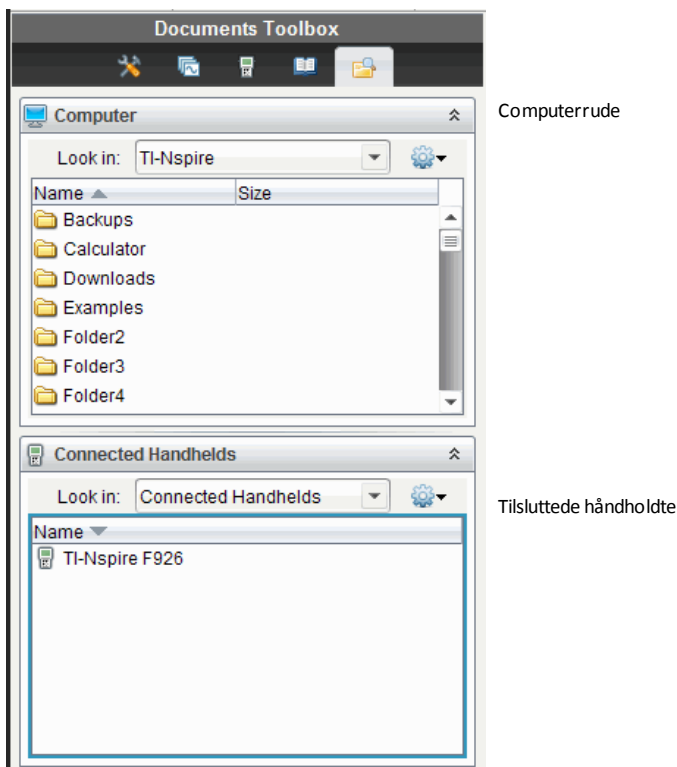 Documents Toolbox
Computer
Computerrude
Look in: TI-Nspire
Name Size
Backups
Calculator
Downloads
Examples
Folder2
Folder3
Folder4
Connected Handhelds
Look in: Connected Handhelds
Tilsluttede håndholdte
Name
TI-Nspire F926